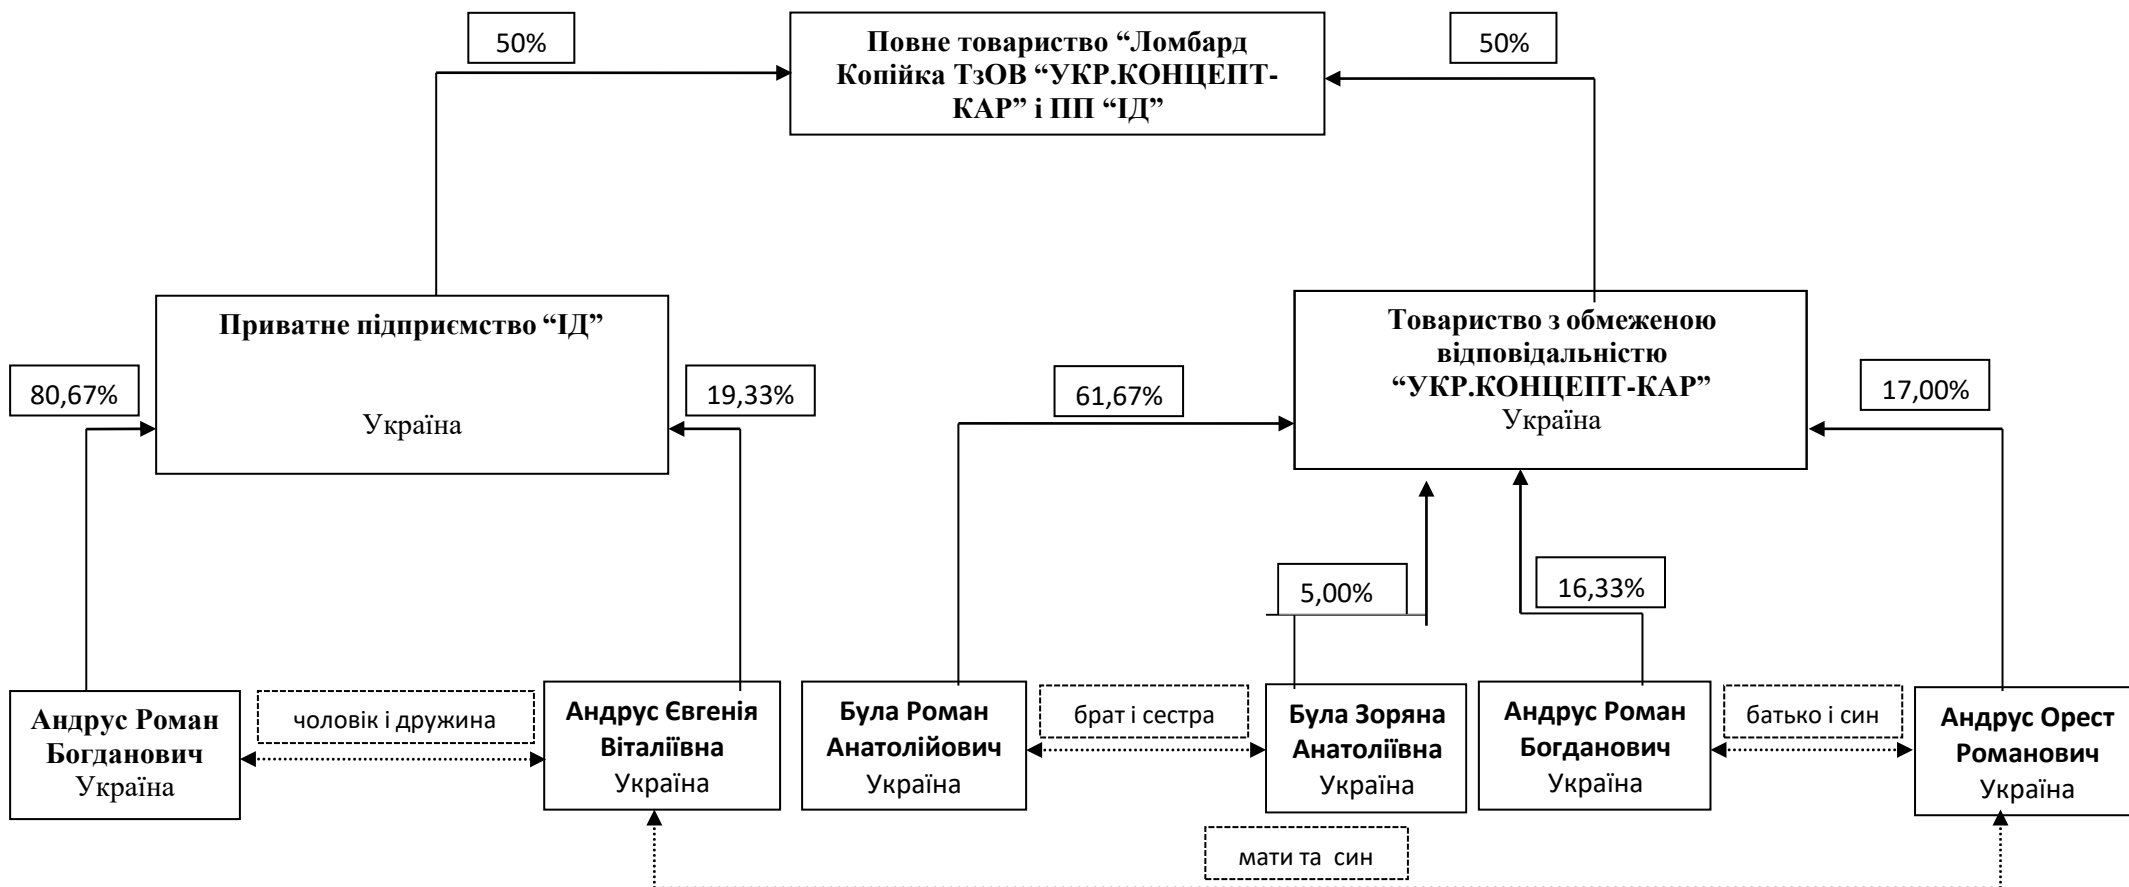 50%
Повне товариство “Ломбард
Копійка ТзОВ “УКР.КОНЦЕПТ-
КАР” і ПП “ІД”
50%
Приватне підприємство “ІД”
Україна
Товариство з обмеженою
відповідальністю
“УКР.КОНЦЕПТ-КАР”
Україна
80,67%
19,33%
61,67%
17,00%
5,00%
16,33%
Андрус Роман
Богданович
Україна
чоловік і дружина
Андрус Євгенія
Віталіївна
Україна
Була Роман
Анатолійович
Україна
брат і сестра
Була Зоряна
Анатоліївна
Україна
Андрус Роман
Богданович
Україна
батько і син
Андрус Орест
Романович
Україна
мати та  син